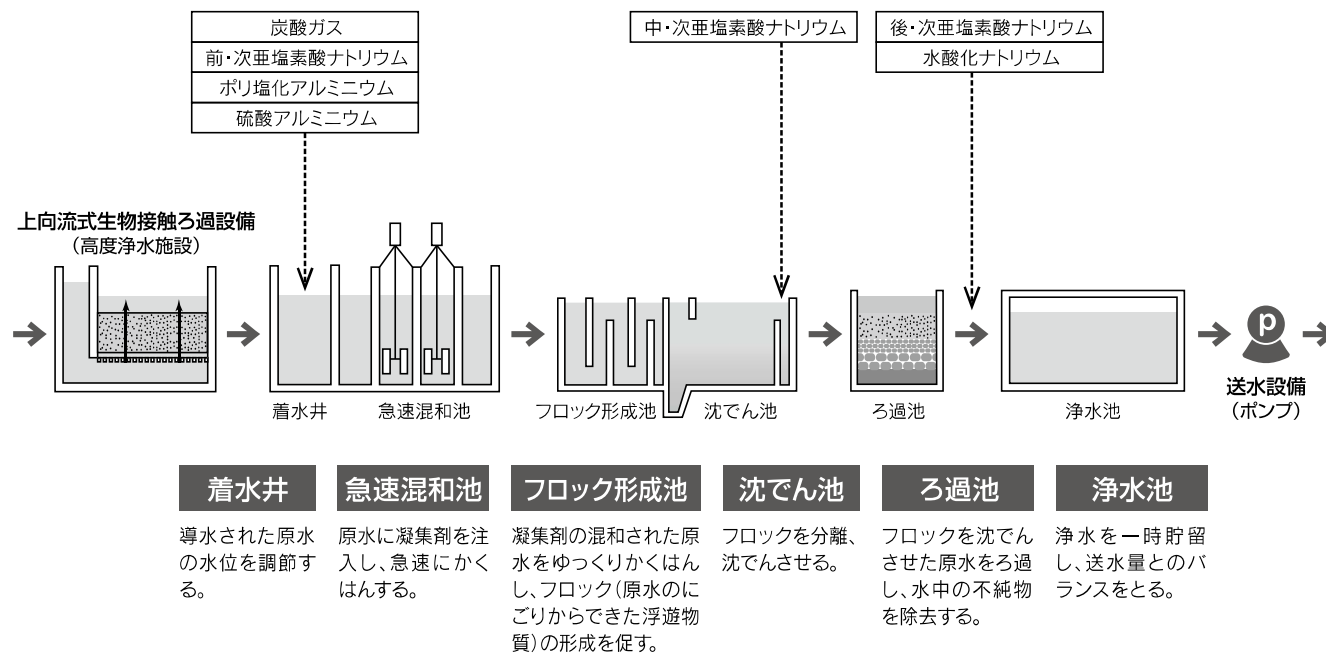 炭酸ガス
前・次亜塩素酸ナトリウム
ポリ塩化アルミニウム
硫酸アルミニウム
中・次亜塩素酸ナトリウム
後・次亜塩素酸ナトリウム
水酸化ナトリウム
上向流式生物接触ろ過設備
（高度浄水施設）
着水井
急速混和池
フロック形成池
沈でん池
ろ過池
浄水池
p
送水設備
（ポンプ）
着水井
導水された原水
の水位を調節す
る。
急速混和池
原水に凝集剤を注
入し、急速にかく
はんする。
フロック形成池
凝集剤の混和された原
水をゆっくりかくはん
し、フロック（原水のに
ごりからできた浮遊物
質）の形成を促す。
沈でん池
フロックを分離、
沈でんさせる。
ろ過池
フロックを沈でん
させた原水をろ過
し、水中の不純物
を除去する。
浄水池
浄水を一時貯留
し、送水量とのバ
ランスをとる。